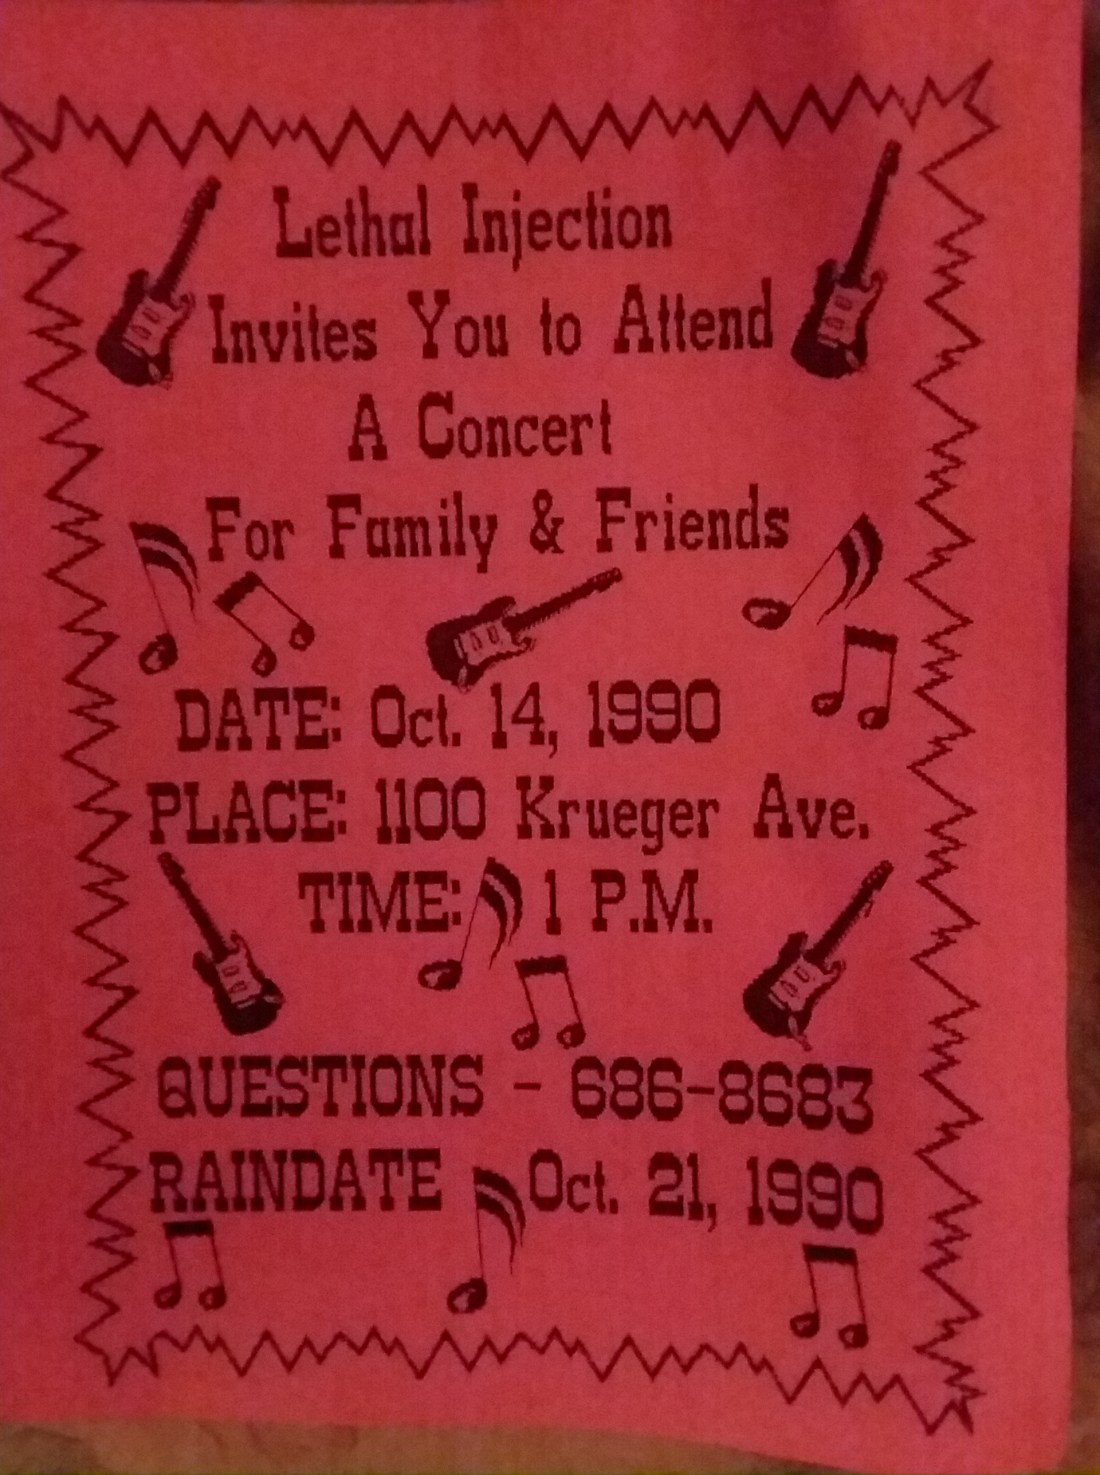 Lethal Injection
Invites You to Attend
A Concert
For Family & Friends
DATE: Oct. 14, 1990
PLACE: 1100 Krueger Ave.
TIME: 1 P.M.
QUESTIONS - 686-8683
RAINDATE Oct. 21, 1990